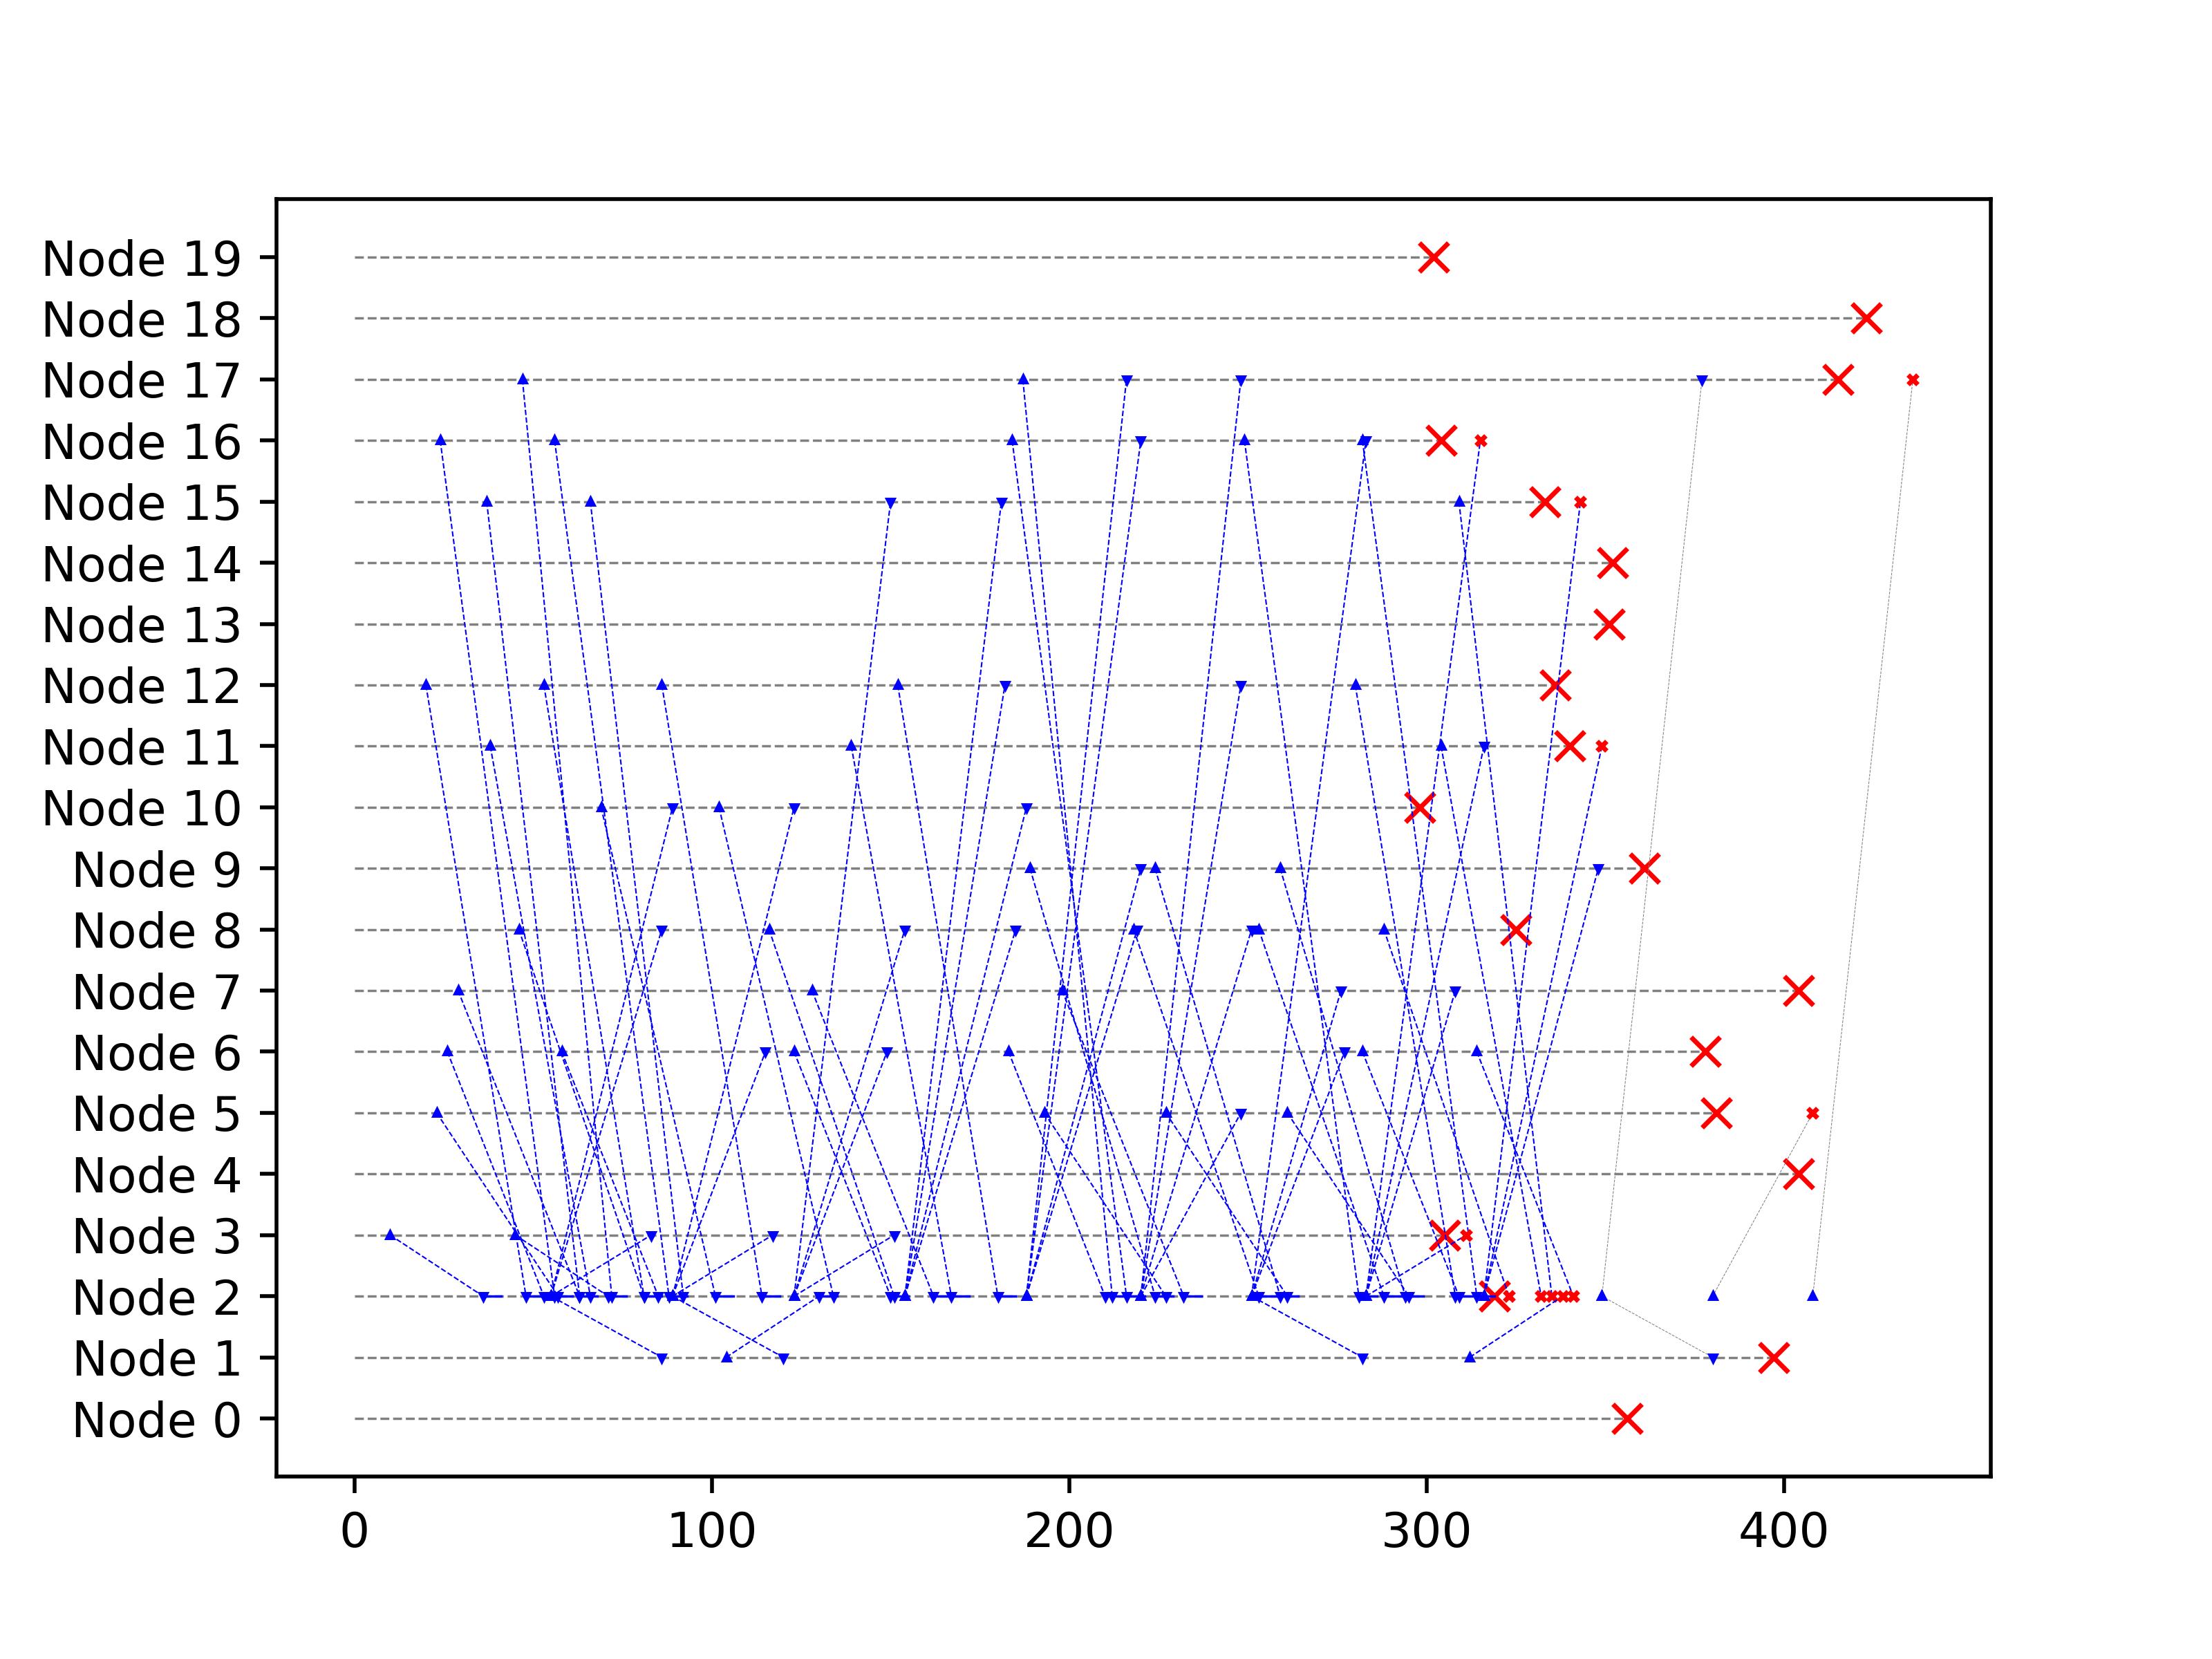 Node 19
Node 18
Node 17
Node 16
Node 15
Node 14
Node 13
Node 12
Node 11
Node 10
Node 9
Node 8
Node 7
Node 6
Node 5
Node 4
Node 3
Node 2
Node 1
Node 0
0 100 200 300 400